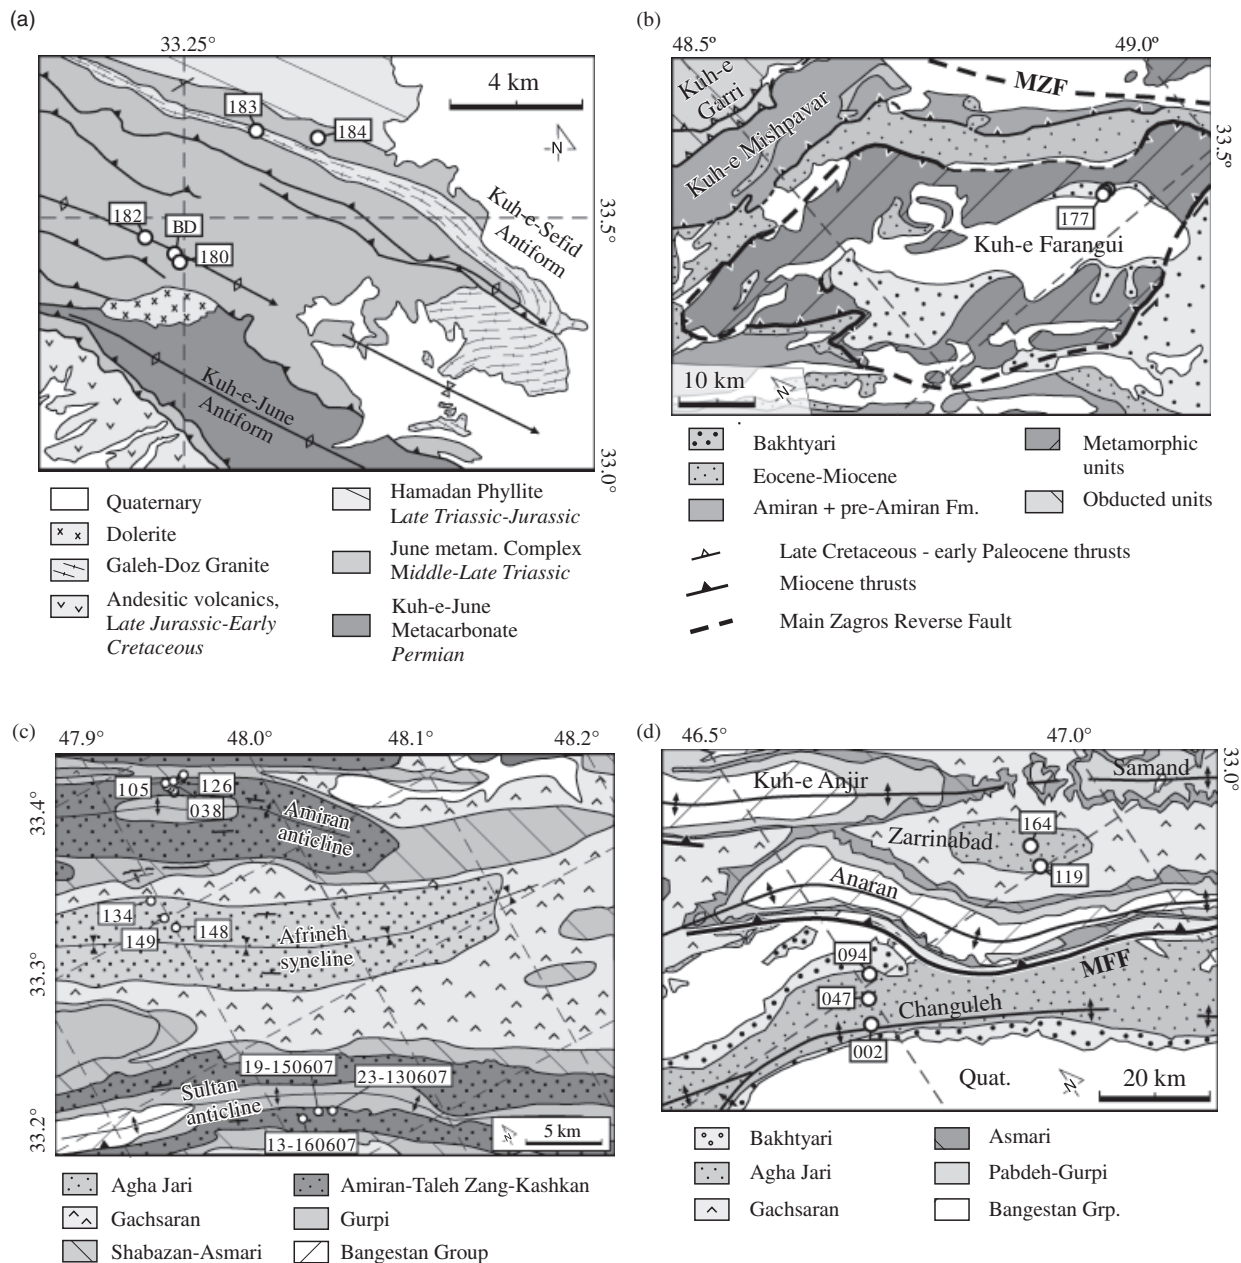 (a)
33.25°
183
184
4 km
N
182
BD
180
33.5°
Kuh-e-Sefid
Antiform
Kuh-e-June
Antiform
33.0°
Quaternary
Dolerite
Galeh-Doz Granite
Andesitic volcanics,
Late Jurassic-Early
Cretaceous
Hamadan Phyllite
Late Triassic-Jurassic
June metam. Complex
Middle-Late Triassic
Kuh-e-June
Metacarbonate
Permian
(b)
48.5º
49.0º
Kuh-e
Garri
Kuh-e Mishpavar
MZF
33.5°
177
Kuh-e Farangui
10 km
N
Bakhtyari
Eocene-Miocene
Amiran + pre-Amiran Fm.
Metamorphic
units
Obducted units
Late Cretaceous - early Paleocene thrusts
Miocene thrusts
Main Zagros Reverse Fault
(c)
47.9°
48.0°
48.1°
48.2°
33.4°
33.3°
33.2°
105
126
038
Amiran
anticline
134
149
148
Afrineh
syncline
19-150607
23-130607
Sultan
anticline
13-160607
N
5 km
Agha Jari
Gachsaran
Shabazan-Asmari
Amiran-Taleh Zang-Kashkan
Gurpi
Bangestan Group
(d)
46.5°
47.0°
33.0°
Kuh-e Anjir
Samand
Zarrinabad
164
119
Anaran
094
MFF
047
Changuleh
002
Quat.
N
20 km
Bakhtyari
Agha Jari
Gachsaran
Asmari
Pabdeh-Gurpi
Bangestan Grp.